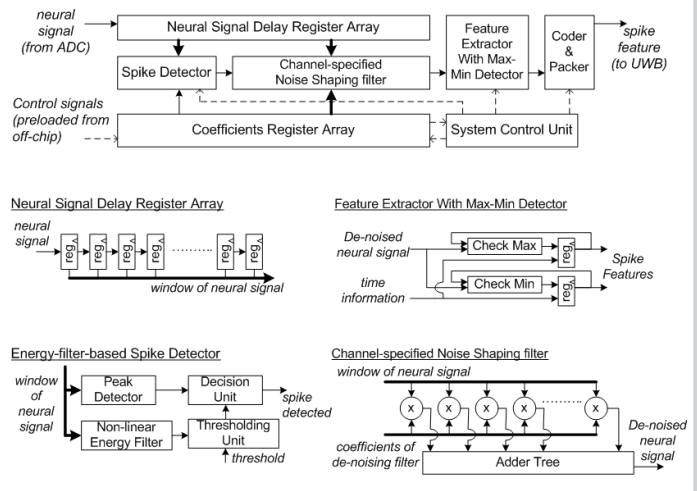 neural
signal
(from ADC)
Neural Signal Delay Register Array
Feature
Extractor
With Max-
Min Detector
Coder
&
Packer
spike
feature
(to UWB)
Spike Detector
Channel-specified
Noise Shaping filter
Control signals
(preloaded from
off-chip)
Coefficients Register Array
System Control Unit
Neural Signal Delay Register Array
neural
signal
reg
reg
reg
reg
reg
reg
window of neural signal
Feature Extractor With Max-Min Detector
De-noised
neural signal
Check Max
reg
Check Min
reg
time
information
Spike
Features
Energy-filter-based Spike Detector
window
of
neural
signal
Peak
Detector
Decision
Unit
spike
detected
Non-linear
Energy Filter
Thresholding
Unit
threshold
Channel-specified Noise Shaping filter
window of neural signal
x
x
x
x
x
coefficients of
de-noising filter
Adder Tree
De-noised
neural
signal